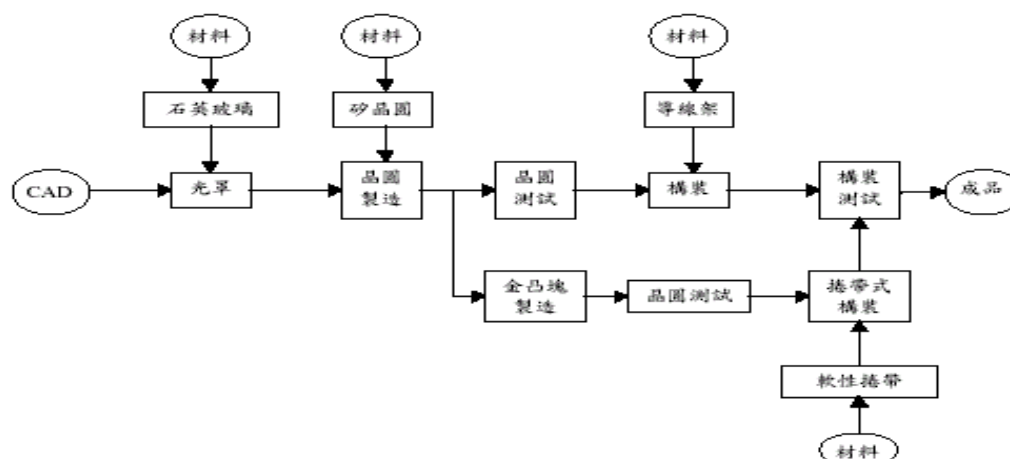 材料
材料
材料
石英玻璃
矽晶圓
導線架
CAD
光罩
晶圓
製造
晶圓
測試
構裝
構裝
測試
成品
金凸塊
製造
晶圓測試
捲帶式
構裝
軟性捲帶
材料